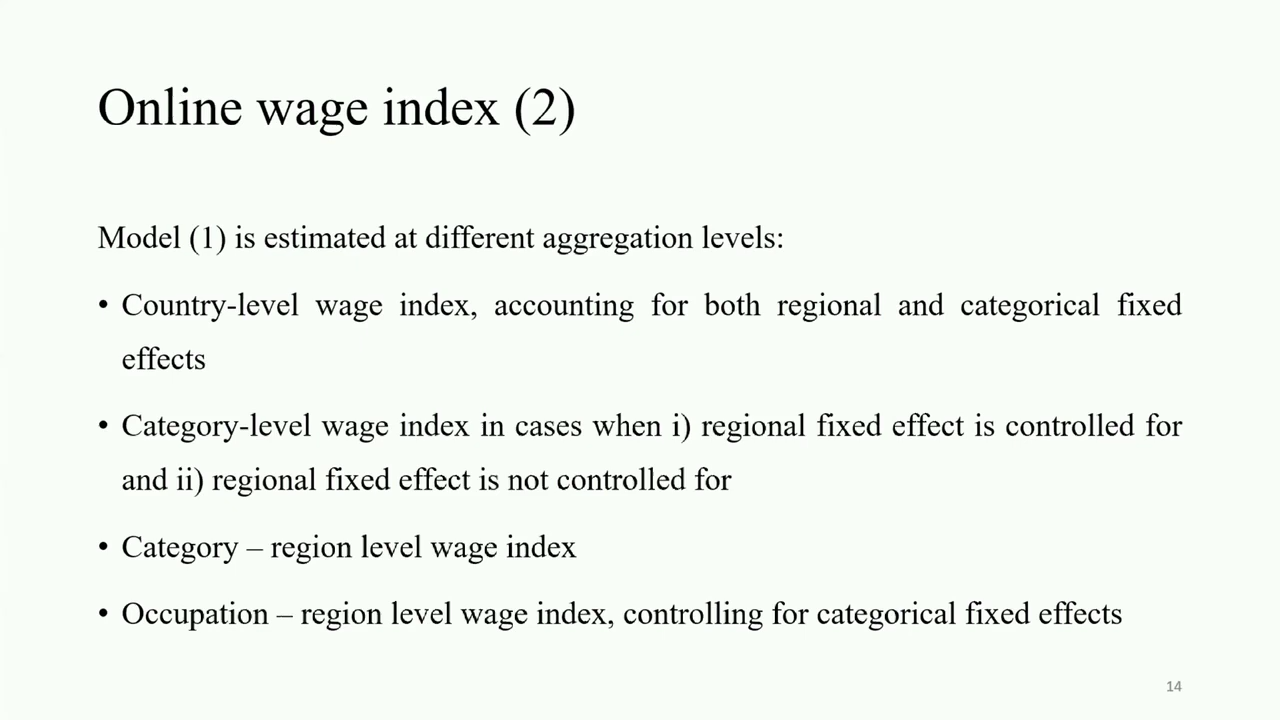 Online wage index (2)
Model (1) is estimated at different aggregation levels:
• Country-level wage index, accounting for both regional and categorical fixed
effects
• Category-level wage index in cases when i) regional fixed effect is controlled for
and ii) regional fixed effect is not controlled for
• Category – region level wage index
• Occupation – region level wage index, controlling for categorical fixed effects
14